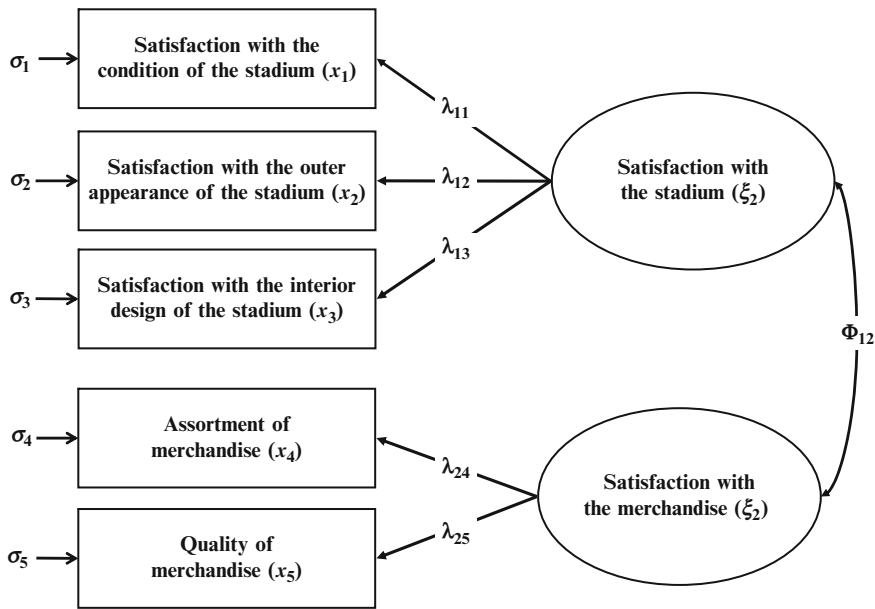 σ1
Satisfaction with the
condition of the stadium (x1)
λ11
σ2
Satisfaction with the outer
appearance of the stadium (x2)
λ12
Satisfaction with
the stadium (ξ2)
λ13
σ3
Satisfaction with the interior
design of the stadium (x3)
Φ12
σ4
Assortment of
merchandise (x4)
λ24
Satisfaction with
the merchandise (ξ2)
λ25
σ5
Quality of
merchandise (x5)